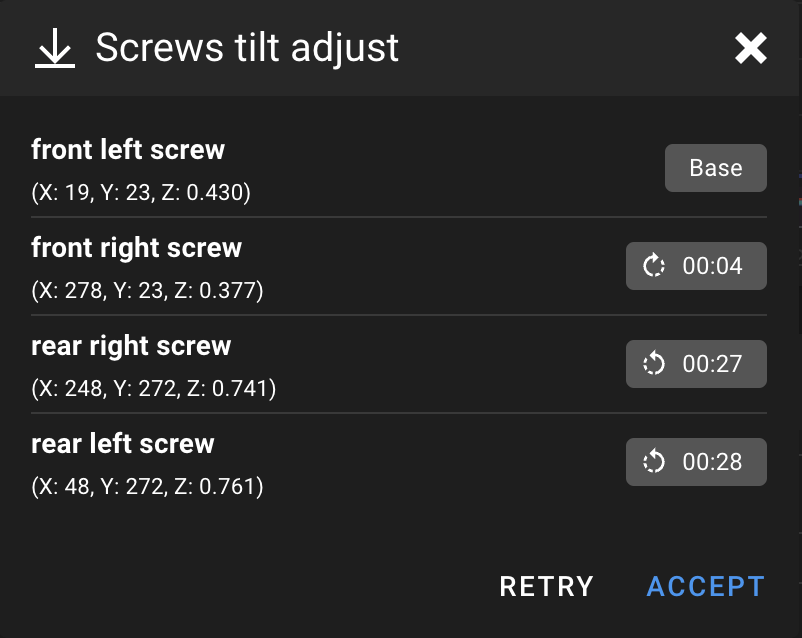 Screws tilt adjust
front left screw
(X: 19, Y: 23, Z: 0.430)
Base
front right screw
(X: 278, Y: 23, Z: 0.377)
00:04
rear right screw
(X: 248, Y: 272, Z: 0.741)
00:27
rear left screw
(X: 48, Y: 272, Z: 0.761)
00:28
RETRY
ACCEPT